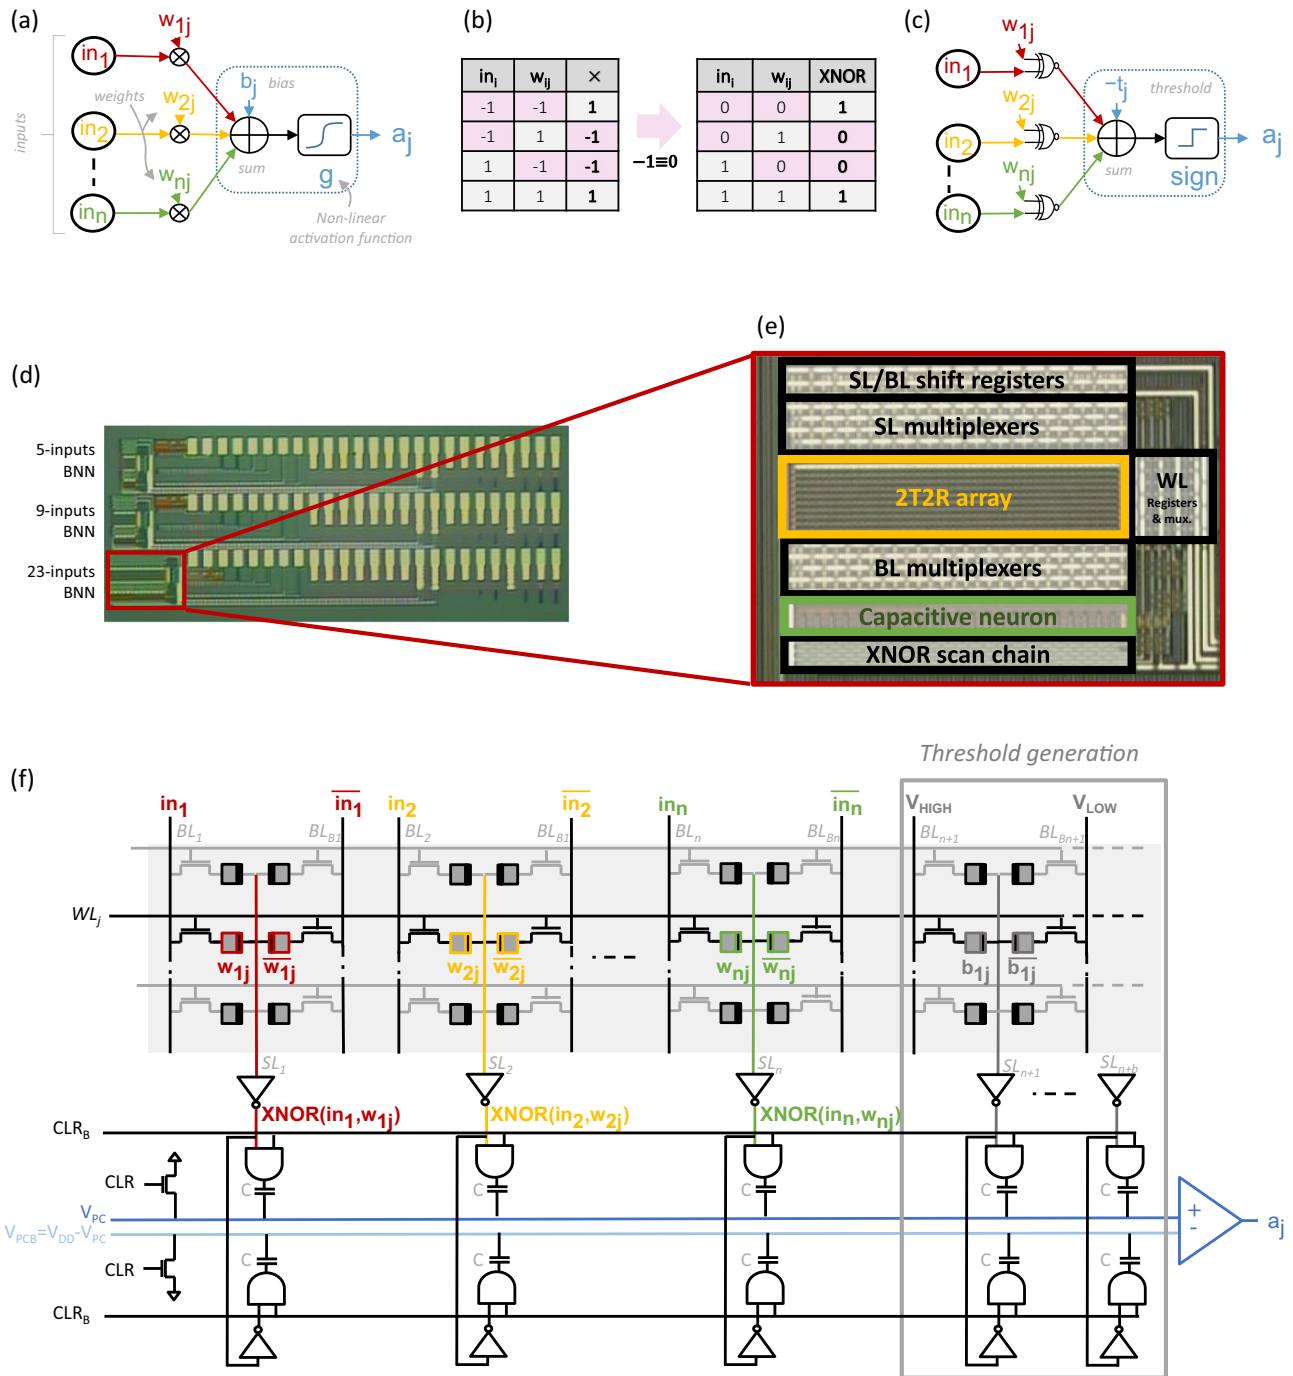 (a)
w1j
in1
inputs
weights
w2j
bj
bias
in2
aj
sum
g
wnj
inn
Non-linear
activation function
(b)
ini wij ×
-1 -1 1
-1 1 -1
1 -1 -1
1 1 1
−1≡0
ini wij XNOR
0 0 1
0 1 0
1 0 0
1 1 1
(c)
w1j
in1
w2j
−tj
threshold
in2
aj
sum
sign
wnj
inn
(d)
5-inputs
BNN
9-inputs
BNN
23-inputs
BNN
(e)
SL/BL shift registers
SL multiplexers
2T2R array
WL
Registers
& mux.
BL multiplexers
Capacitive neuron
XNOR scan chain
(f)
Threshold generation
in1 in1 in2 in2 inn inn VHIGH VLOW
BL1 BLB1 BL2 BLB1 BLn BLBn BLn+1 BLBn+1
WLj
w1j w1j w2j w2j wnj wnj b1j b1j
SL1 SL2 SLn SLn+1 SLn+b
XNOR(in1,w1j) XNOR(in2,w2j) XNOR(inn,wnj)
CLRB
CLR
C C C C C
VPC
VPCB=VDD-VPC
+
-
aj
C C C C C
CLR
CLRB